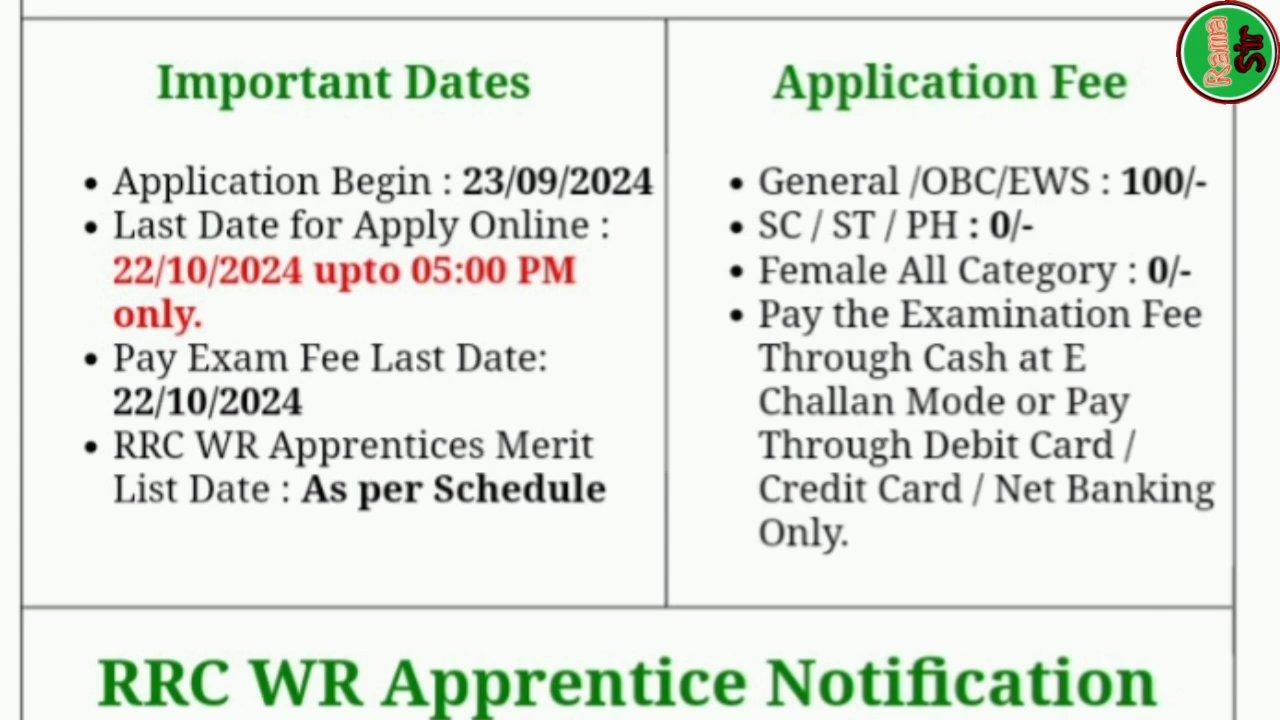 Important Dates
Application Begin : 23/09/2024
Last Date for Apply Online :
22/10/2024 upto 05:00 PM
only.
Pay Exam Fee Last Date:
22/10/2024
RRC WR Apprentices Merit
List Date : As per Schedule
Application Fee
General /OBC/EWS : 100/-
SC / ST / PH : 0/-
Female All Category : 0/-
Pay the Examination Fee
Through Cash at E
Challan Mode or Pay
Through Debit Card /
Credit Card / Net Banking
Only.
RRC WR Apprentice Notification
Rana
Str